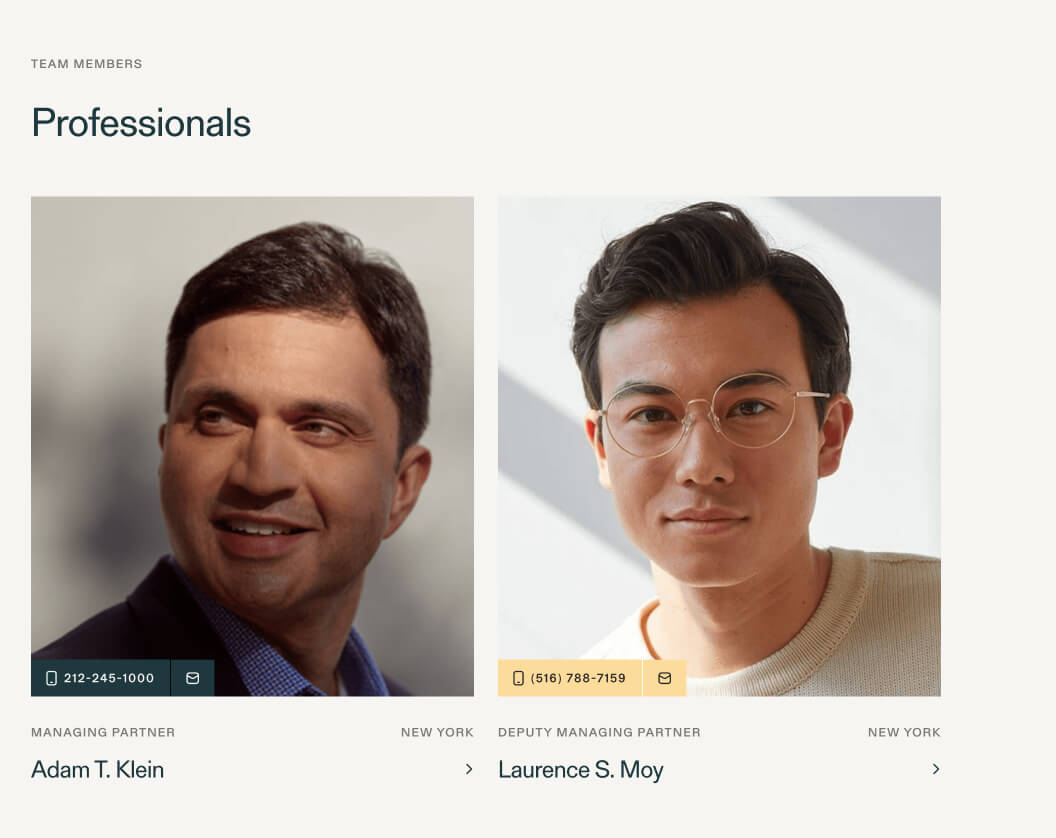 TEAM MEMBERS
Professionals
212-245-1000
(516) 788-7159
MANAGING PARTNER
NEW YORK
DEPUTY MANAGING PARTNER
NEW YORK
Adam T. Klein
Laurence S. Moy